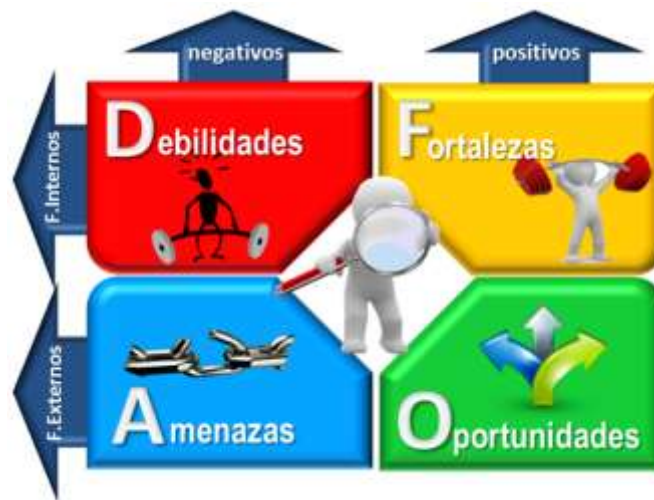 negativos
positivos
F.Internos
Debilidades
Fortalezas
F.Externos
Amenazas
Oportunidades